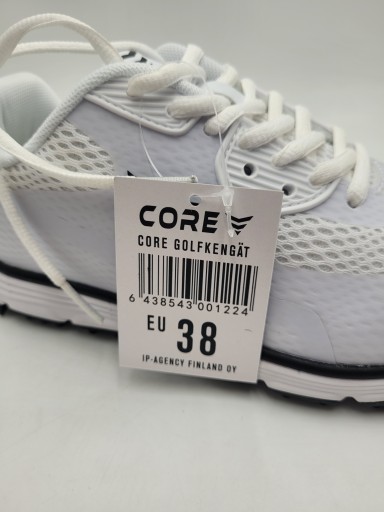 CORE
CORE GOLFKENGÄT
6 438543 001224
EU 38
IP-AGENCY FINLAND OY